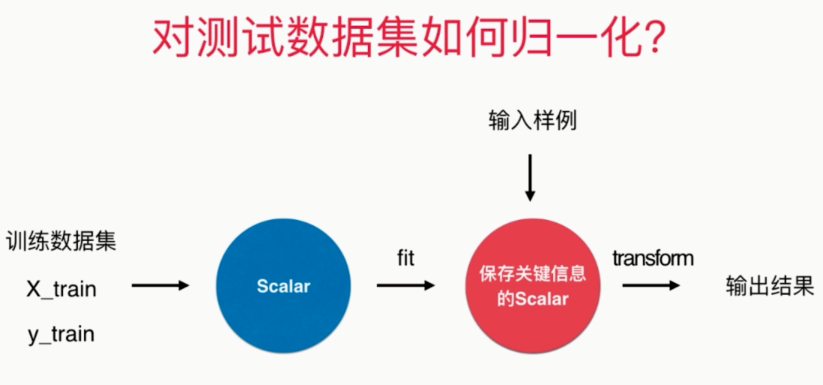 对测试数据集如何归一化?
输入样例
训练数据集
X_train
y_train
Scalar
fit
保存关键信息
的Scalar
transform
输出结果